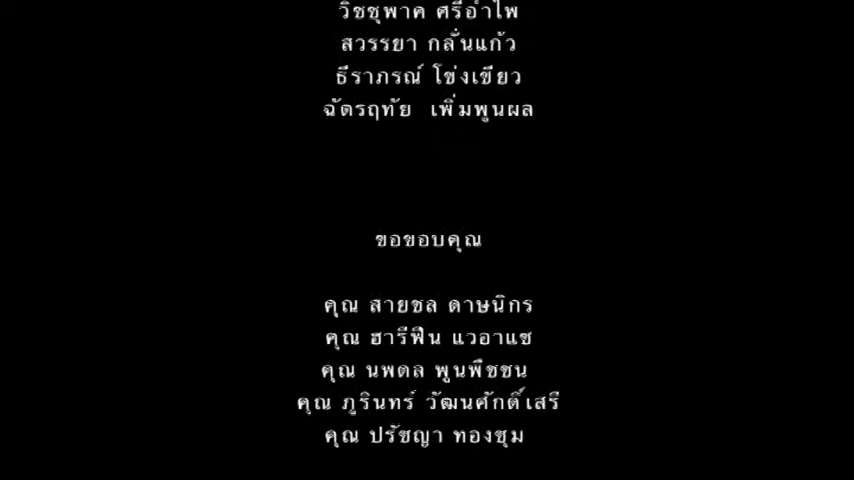 วิชชุพาค ศรีอำไพ
สวรรยา กลั่นแก้ว
ธีราภรณ์ โข่งเขียว
ฉัตรฤทัย เพิ่มพูนผล
ขอขอบคุณ
คุณ สายชล ดาษนิกร
คุณ ฮารีฟีน แวอาแซ
คุณ นพดล พูนพืชชน
คุณ ภูรินทร์ วัฒนศักดิ์เสรี
คุณ ปรัชญา ทองชุม